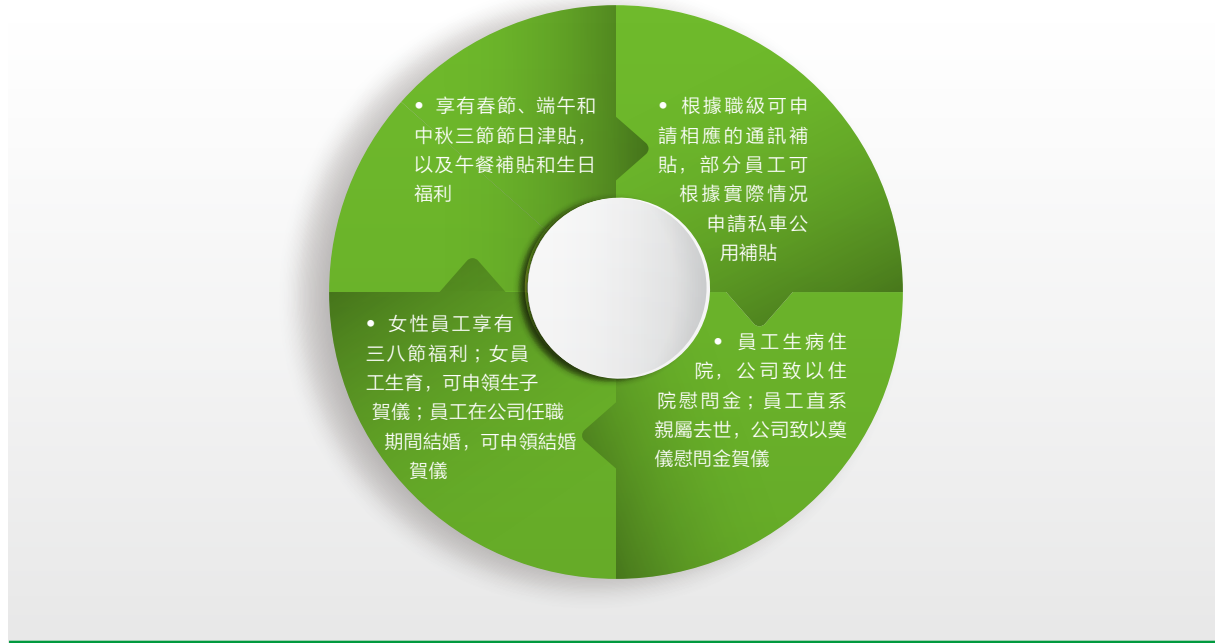 • 享有春節、端午和
中秋三節節日津貼，
以及午餐補貼和生日
福利
• 根據職級可申
請相應的通訊補
貼，部分員工可
根據實際情况
申請私車公
用補貼
• 員工生病住
院，公司致以住
院慰問金；員工直系
親屬去世，公司致以奠
儀慰問金賀儀
• 女性員工享有
三八節福利；女員
工生育，可申領生子
賀儀；員工在公司任職
期間結婚，可申領結婚
賀儀